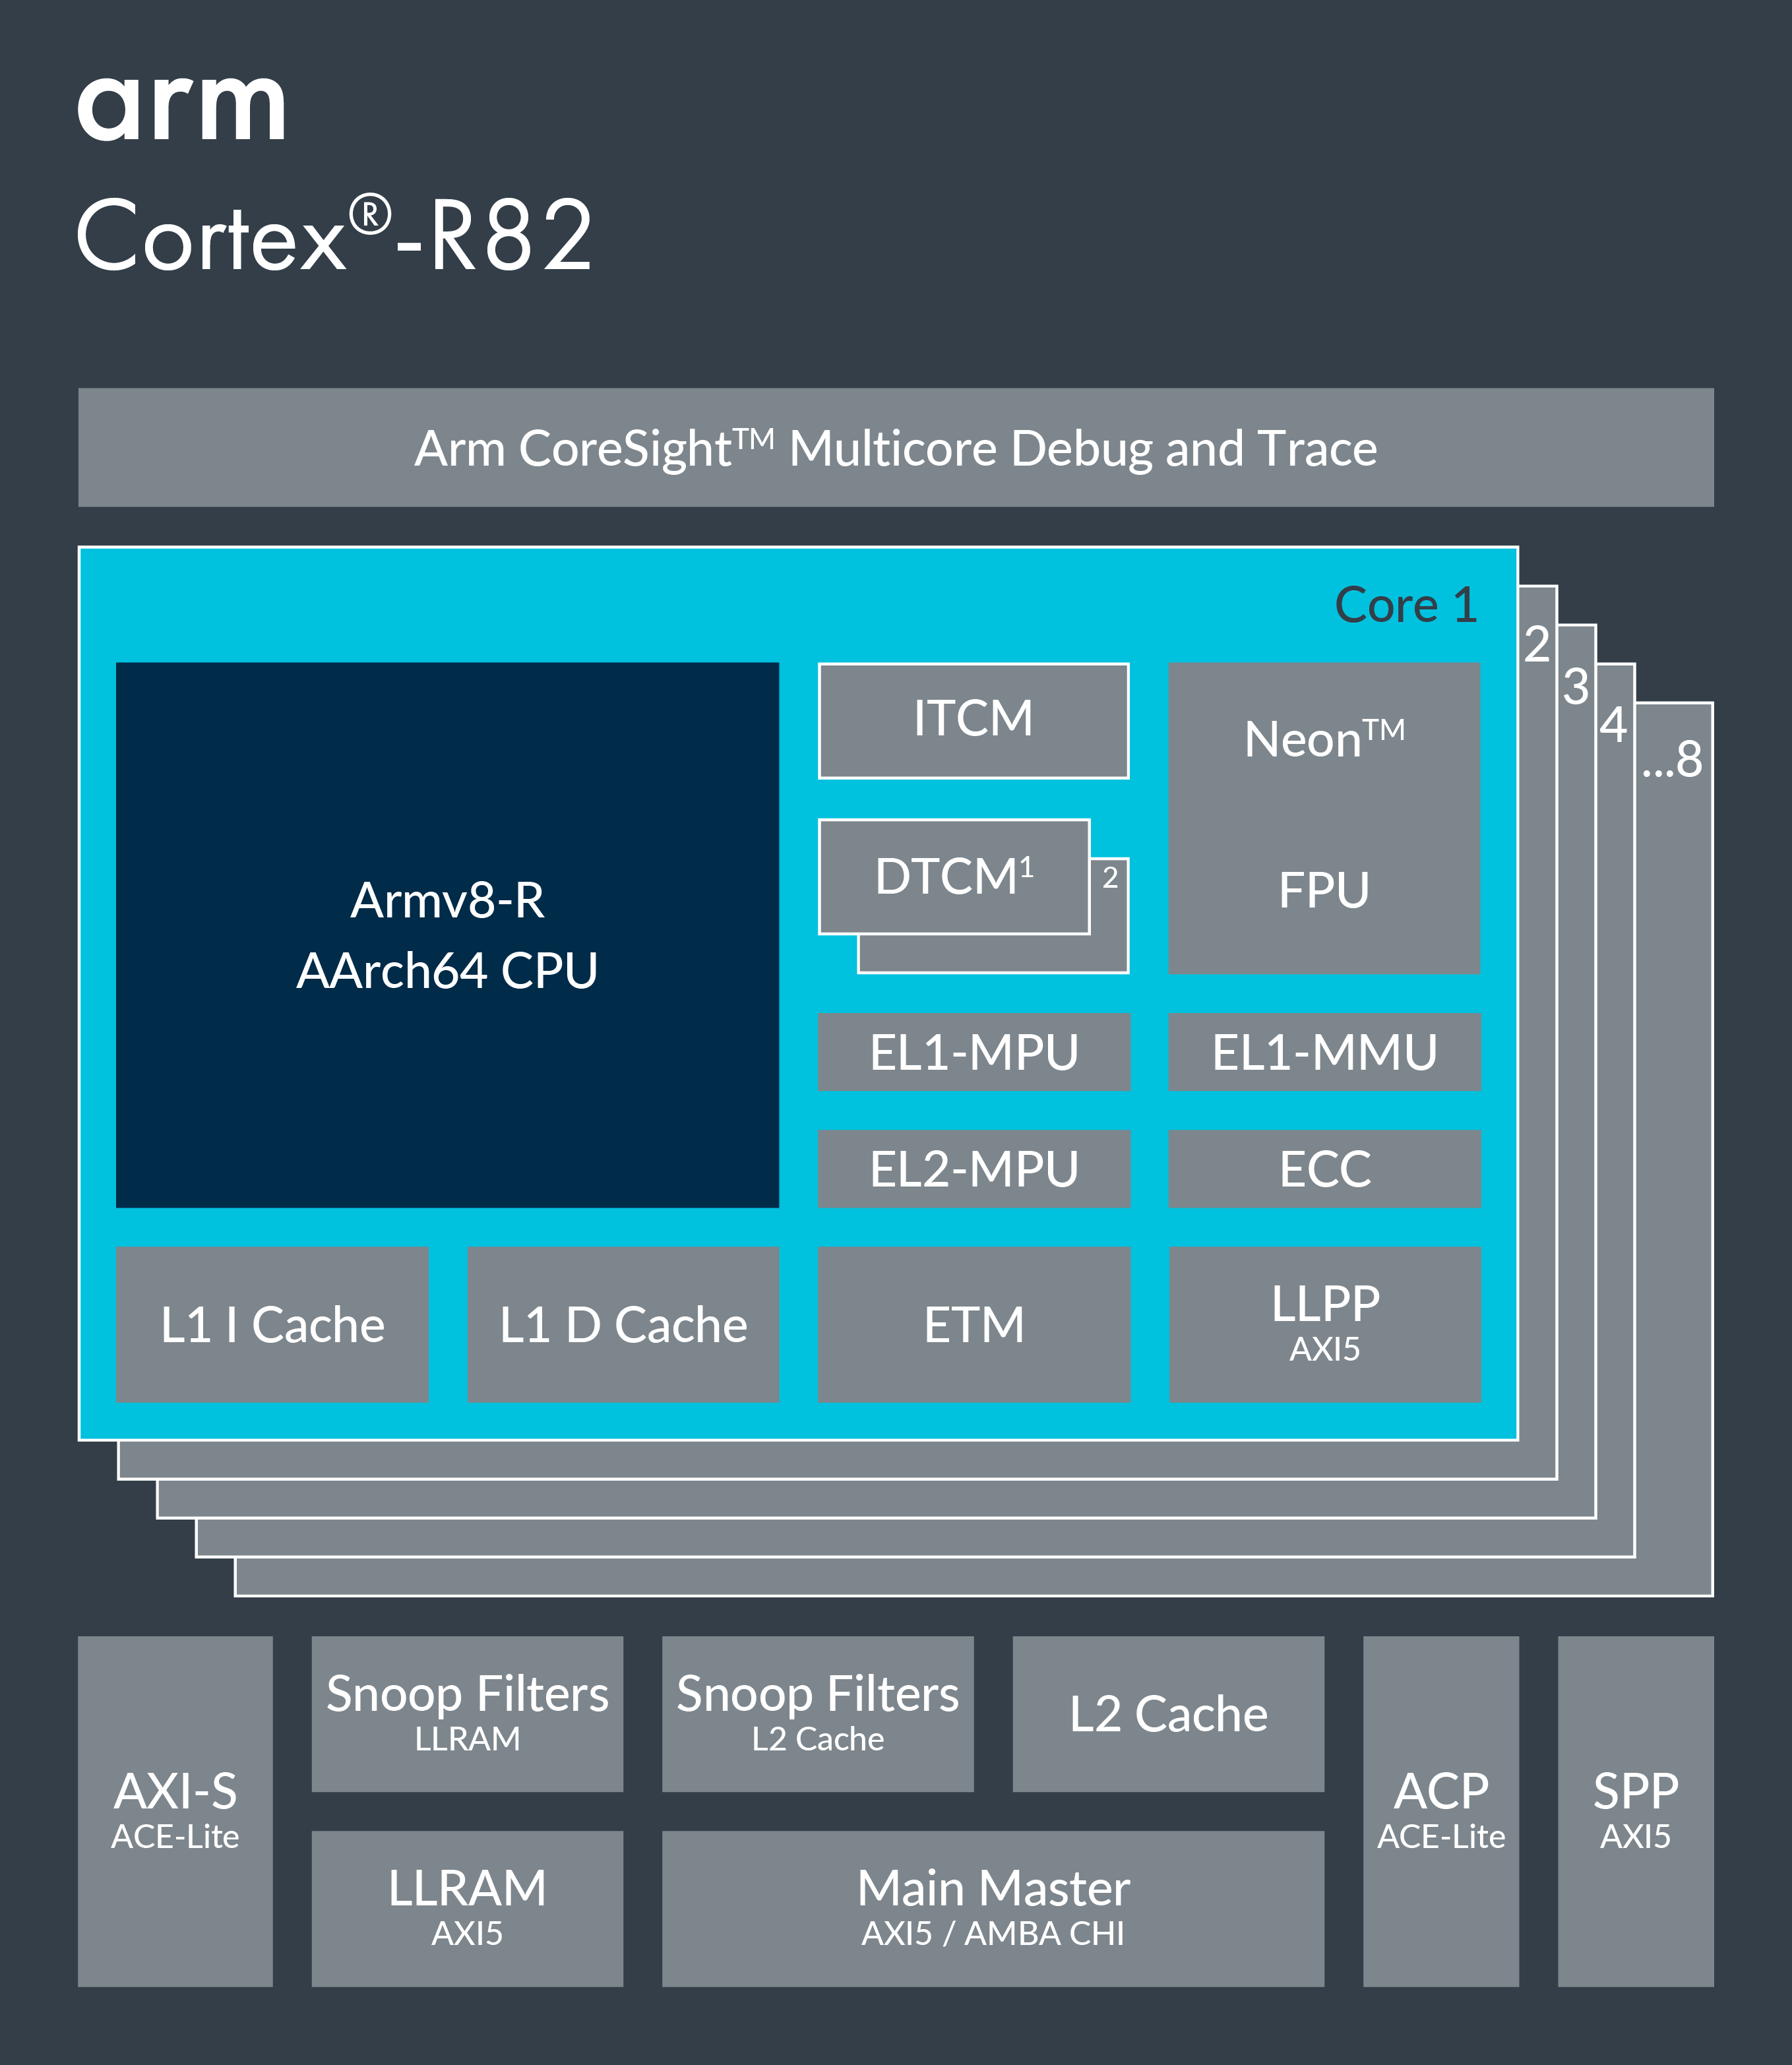 arm
Cortex®-R82
Arm CoreSight™ Multicore Debug and Trace
Core 1
2
3
4
...8
Armv8-R
AArch64 CPU
ITCM
DTCM¹
²
Neon™
FPU
EL1-MPU
EL1-MMU
EL2-MPU
ECC
L1 I Cache
L1 D Cache
ETM
LLPP
AXI5
AXI-S
ACE-Lite
Snoop Filters
LLRAM
Snoop Filters
L2 Cache
L2 Cache
LLRAM
AXI5
Main Master
AXI5 / AMBA CHI
ACP
ACE-Lite
SPP
AXI5